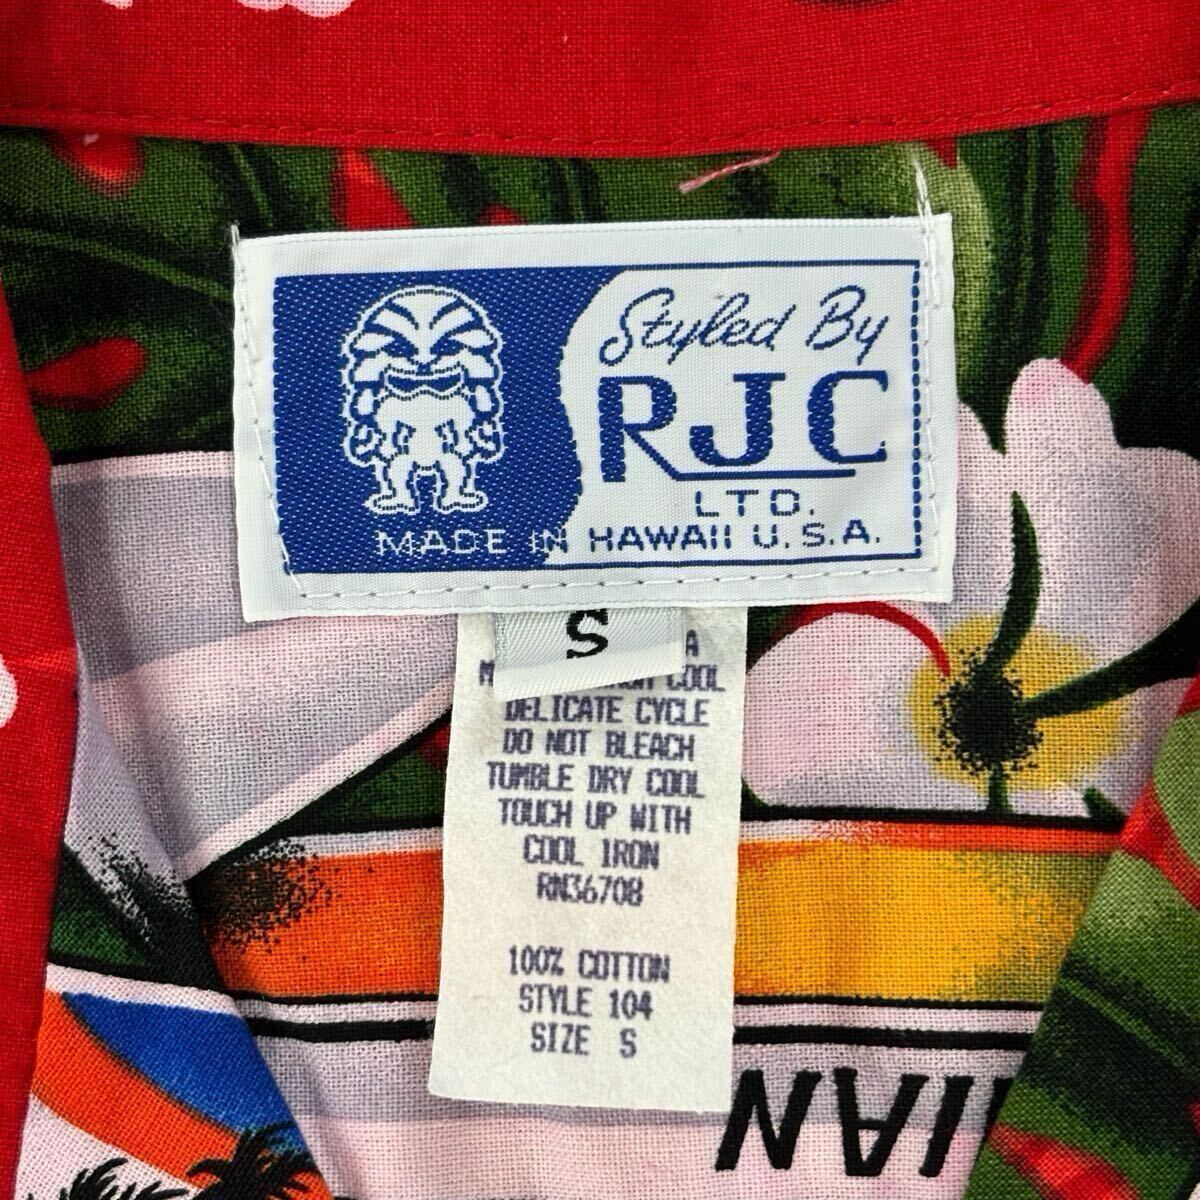 Styled By
RJC
LTD.
MADE IN HAWAII U.S.A.
S
COOL
DELICATE CYCLE
DO NOT BLEACH
TUMBLE DRY COOL
TOUCH UP WITH
COOL IRON
RN36708
100% COTTON
STYLE 104
SIZE S